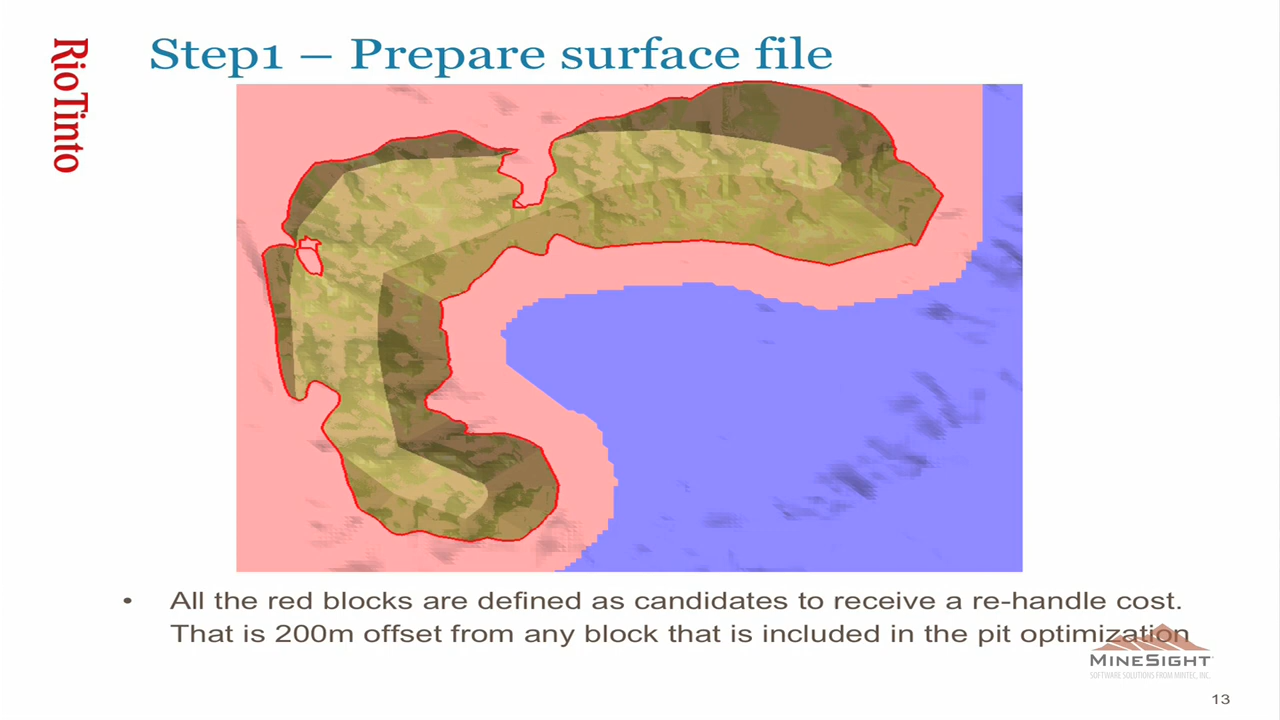 RioTinto
Step1 – Prepare surface file
• All the red blocks are defined as candidates to receive a re-handle cost.
That is 200m offset from any block that is included in the pit optimization
MINESIGHT
SOFTWARE SOLUTIONS FROM MINTEC, INC.
13